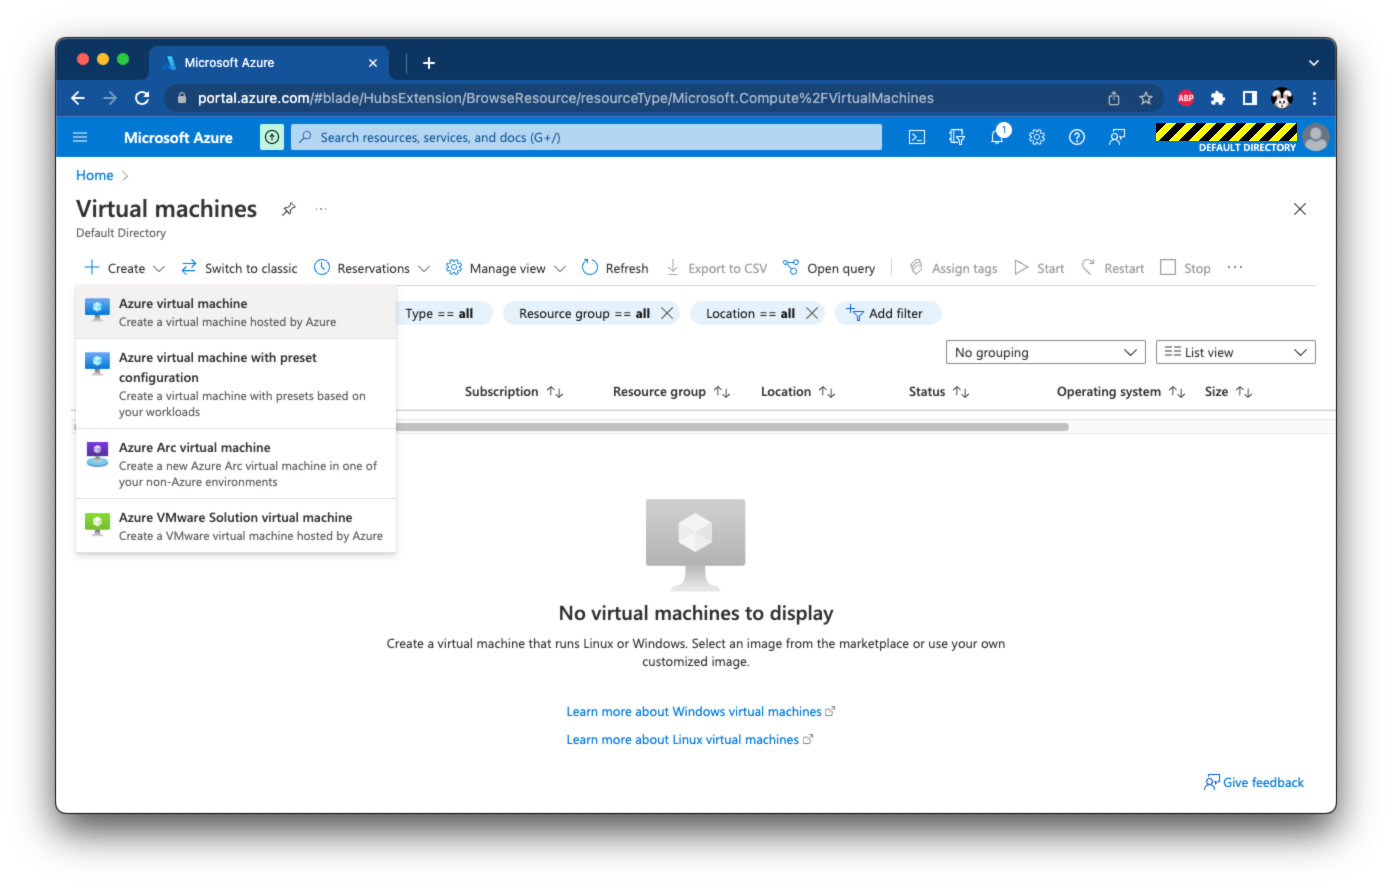 Microsoft Azure
portal.azure.com/#blade/HubsExtension/BrowseResource/resourceType/Microsoft.Compute%2FVirtualMachines
ABP
Microsoft Azure
Search resources, services, and docs (G+/)
1
DEFAULT DIRECTORY
Home
Virtual machines
Default Directory
Create
Switch to classic
Reservations
Manage view
Refresh
Export to CSV
Open query
Assign tags
Start
Restart
Stop
Azure virtual machine
Create a virtual machine hosted by Azure
Azure virtual machine with preset
configuration
Create a virtual machine with presets based on
your workloads
Azure Arc virtual machine
Create a new Azure Arc virtual machine in one of
your non-Azure environments
Azure VMware Solution virtual machine
Create a VMware virtual machine hosted by Azure
Type == all
Resource group == all
Location == all
Add filter
No grouping
List view
Subscription
Resource group
Location
Status
Operating system
Size
No virtual machines to display
Create a virtual machine that runs Linux or Windows. Select an image from the marketplace or use your own
customized image.
Learn more about Windows virtual machines
Learn more about Linux virtual machines
Give feedback